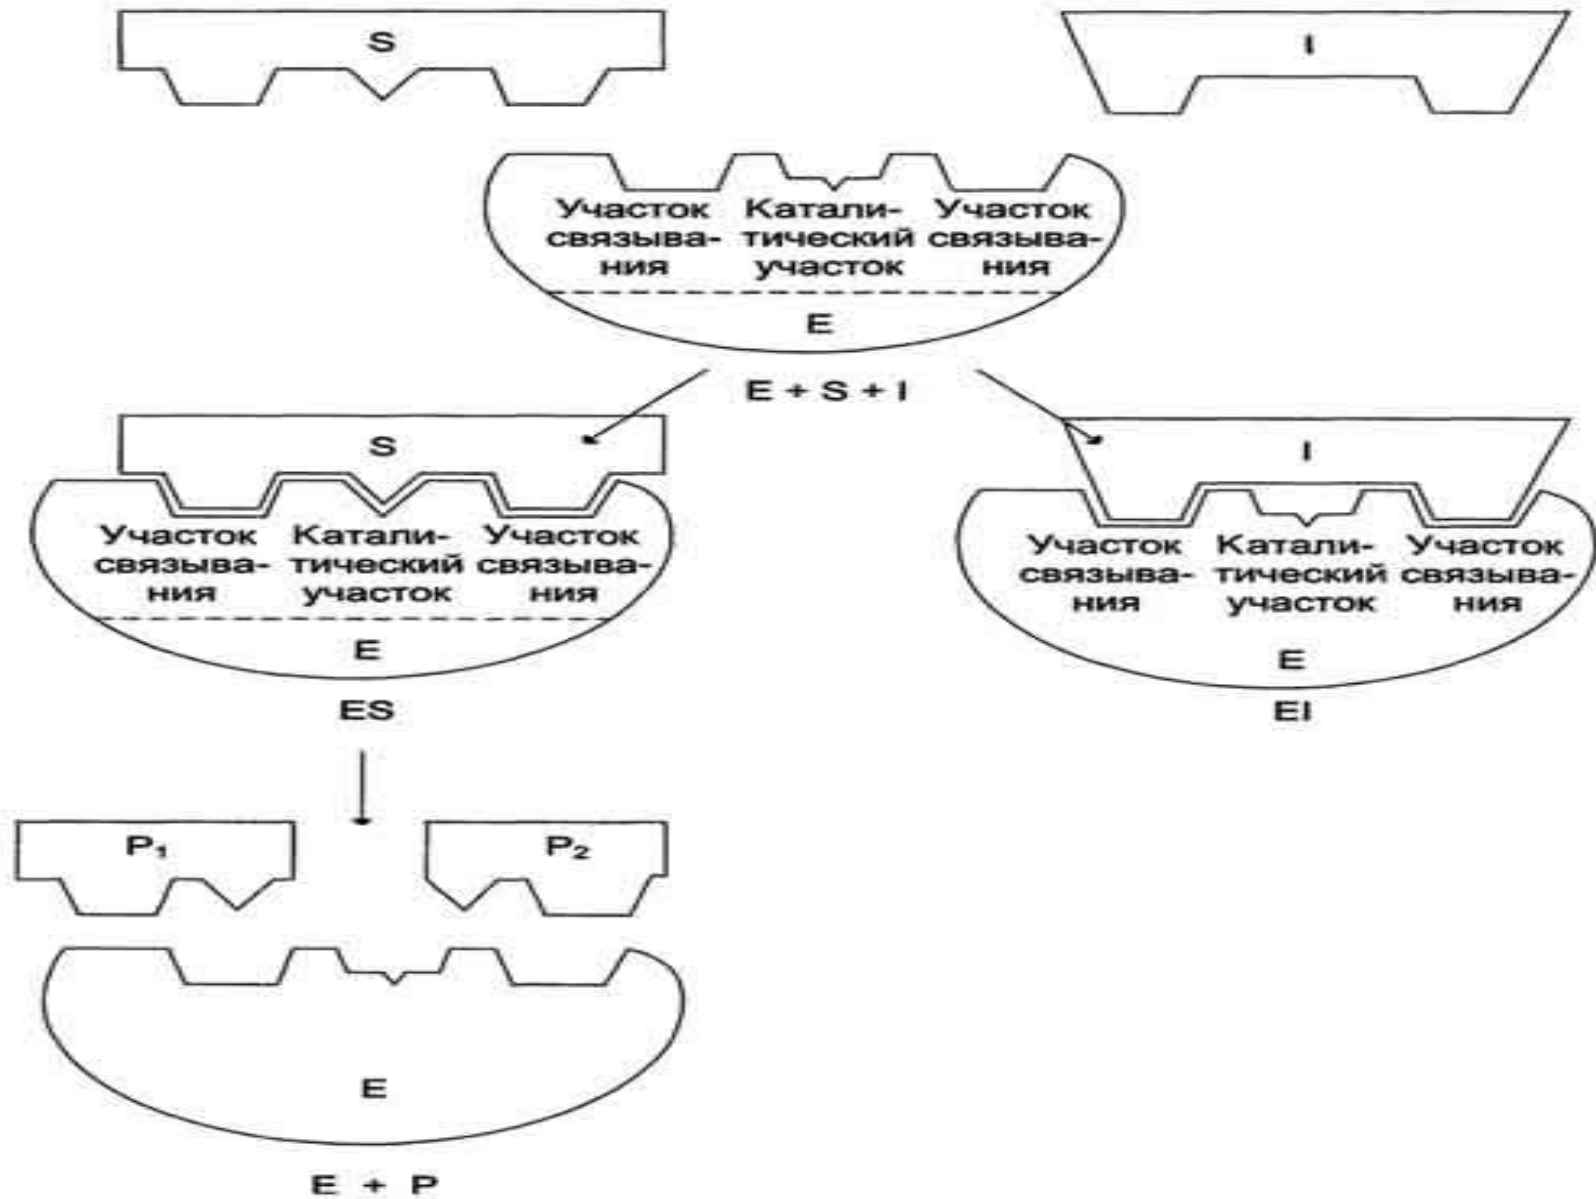 S
I
Участок Катали- Участок
связыва- тический связыва-
ния участок ния
E
E + S + I
S
Участок Катали- Участок
связыва- тический связыва-
ния участок ния
E
ES
I
Участок Катали- Участок
связыва- тический связыва-
ния участок ния
E
EI
P₁
P₂
E
E + P